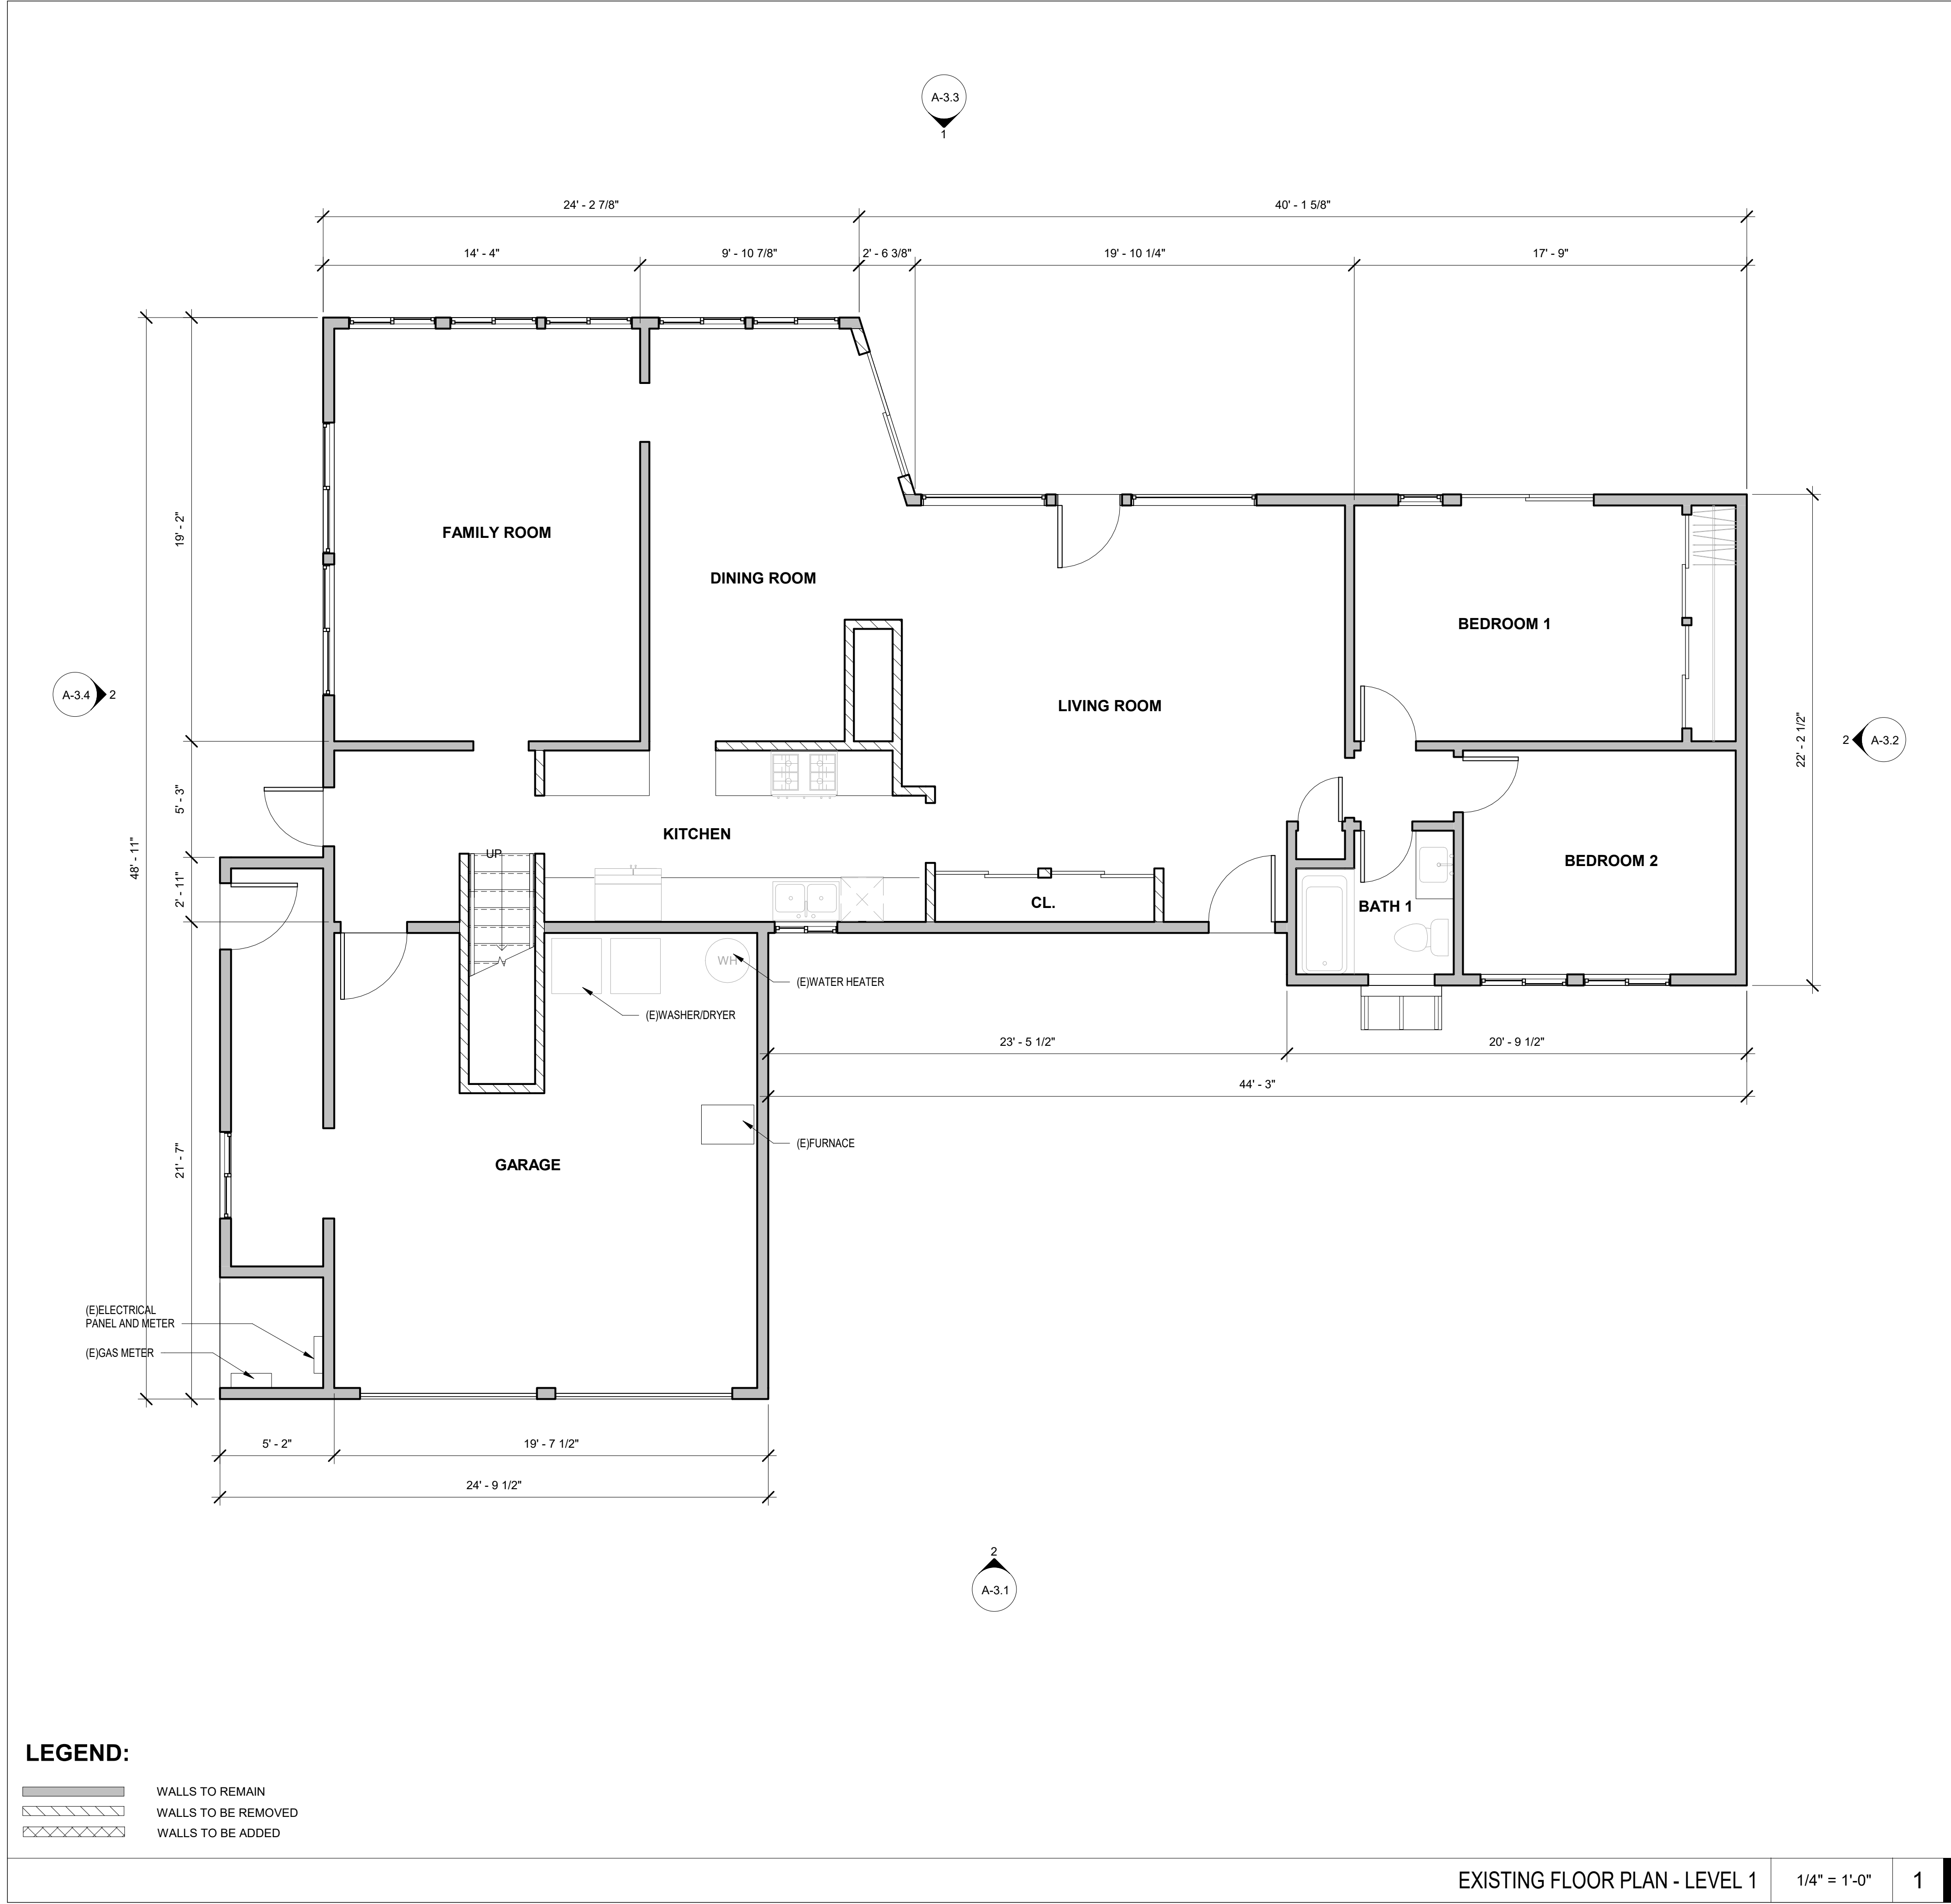 A-3.3
1
24' - 2 7/8"
40' - 1 5/8"
14' - 4"
9' - 10 7/8"
2' - 6 3/8"
19' - 10 1/4"
17' - 9"
19' - 2"
FAMILY ROOM
DINING ROOM
BEDROOM 1
A-3.4
2
LIVING ROOM
22' - 2 1/2"
2
A-3.2
5' - 3"
KITCHEN
48' - 11"
UP
BEDROOM 2
2' - 11"
CL.
BATH 1
WH
(E)WATER HEATER
(E)WASHER/DRYER
23' - 5 1/2"
20' - 9 1/2"
44' - 3"
(E)FURNACE
21' - 7"
GARAGE
(E)ELECTRICAL
PANEL AND METER
(E)GAS METER
5' - 2"
19' - 7 1/2"
24' - 9 1/2"
2
A-3.1
LEGEND:
WALLS TO REMAIN
WALLS TO BE REMOVED
WALLS TO BE ADDED
EXISTING FLOOR PLAN - LEVEL 1
1/4" = 1'-0"
1